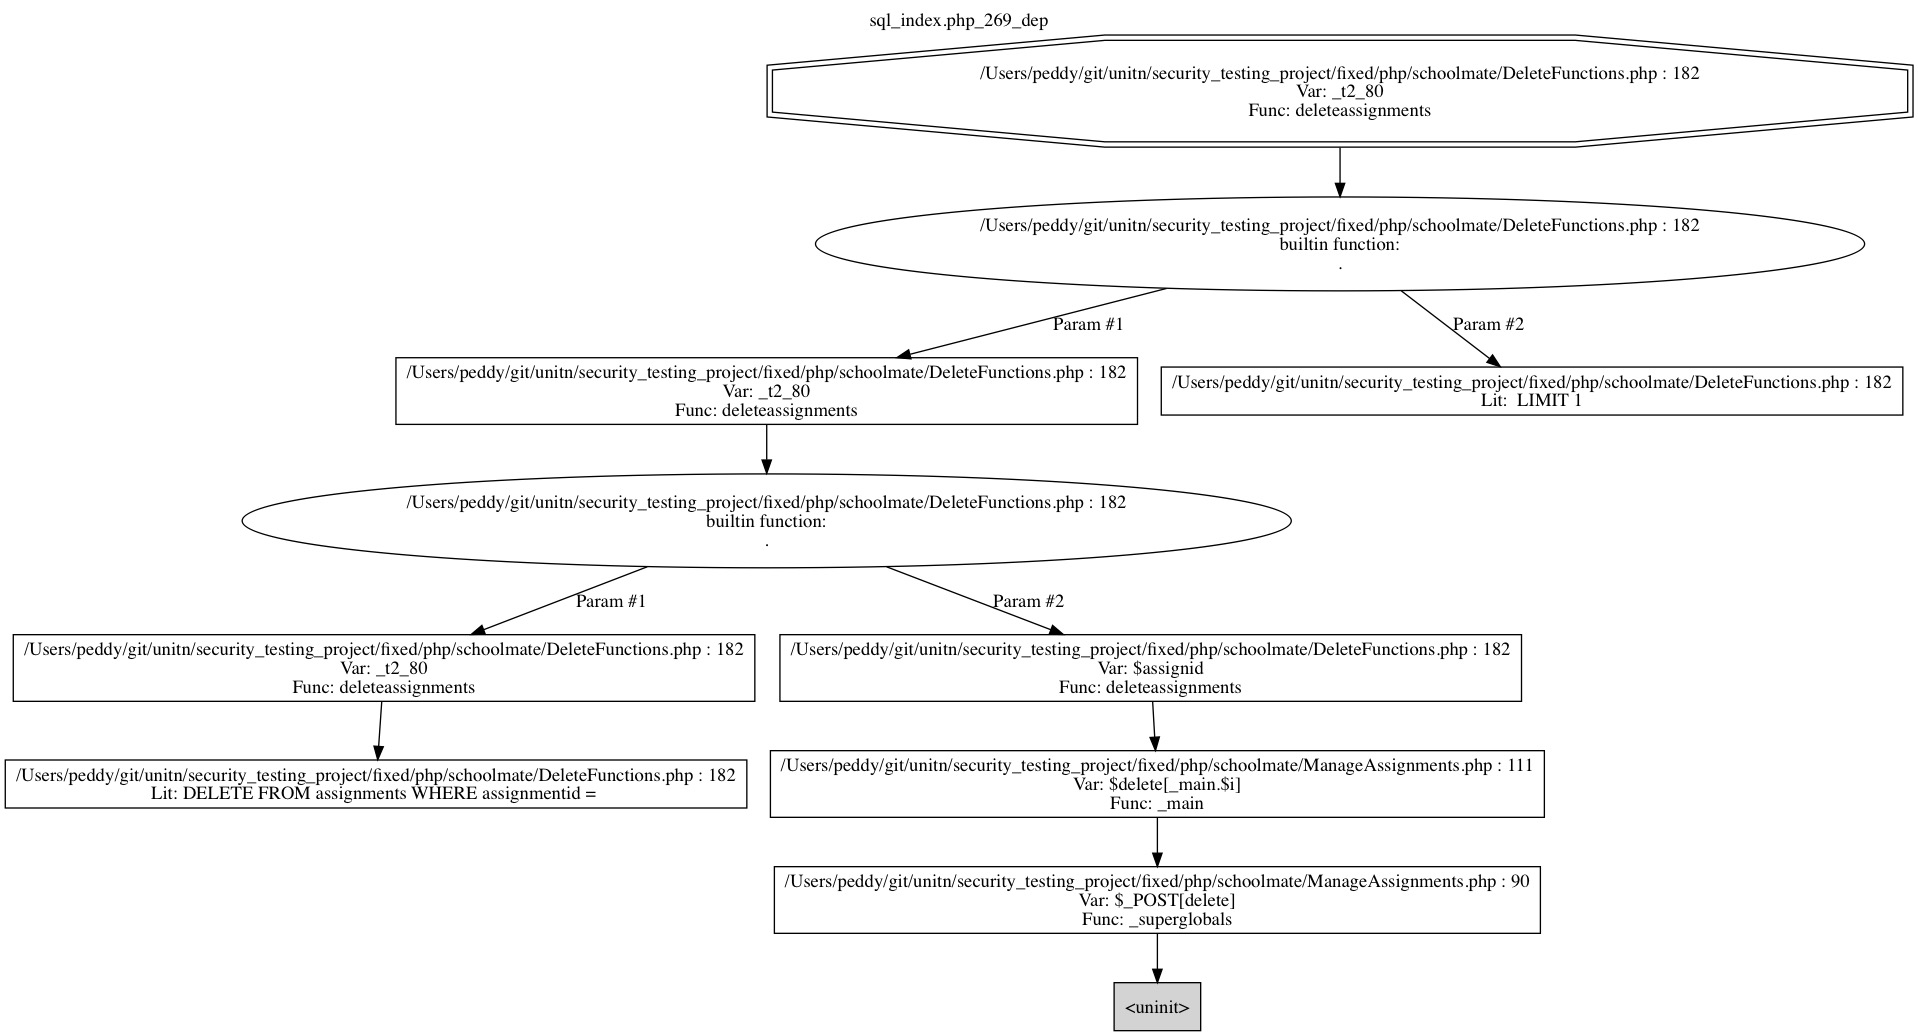 sql_index.php_269_dep
/Users/peddy/git/unitn/security_testing_project/fixed/php/schoolmate/DeleteFunctions.php : 182
Var: _t2_80
Func: deleteassignments
/Users/peddy/git/unitn/security_testing_project/fixed/php/schoolmate/DeleteFunctions.php : 182
builtin function:
.
Param #1
Param #2
/Users/peddy/git/unitn/security_testing_project/fixed/php/schoolmate/DeleteFunctions.php : 182
Var: _t2_80
Func: deleteassignments
/Users/peddy/git/unitn/security_testing_project/fixed/php/schoolmate/DeleteFunctions.php : 182
Lit:  LIMIT 1
/Users/peddy/git/unitn/security_testing_project/fixed/php/schoolmate/DeleteFunctions.php : 182
builtin function:
.
Param #1
Param #2
/Users/peddy/git/unitn/security_testing_project/fixed/php/schoolmate/DeleteFunctions.php : 182
Var: _t2_80
Func: deleteassignments
/Users/peddy/git/unitn/security_testing_project/fixed/php/schoolmate/DeleteFunctions.php : 182
Var: $assignid
Func: deleteassignments
/Users/peddy/git/unitn/security_testing_project/fixed/php/schoolmate/DeleteFunctions.php : 182
Lit: DELETE FROM assignments WHERE assignmentid =
/Users/peddy/git/unitn/security_testing_project/fixed/php/schoolmate/ManageAssignments.php : 111
Var: $delete[_main.$i]
Func: _main
/Users/peddy/git/unitn/security_testing_project/fixed/php/schoolmate/ManageAssignments.php : 90
Var: $_POST[delete]
Func: _superglobals
<uninit>